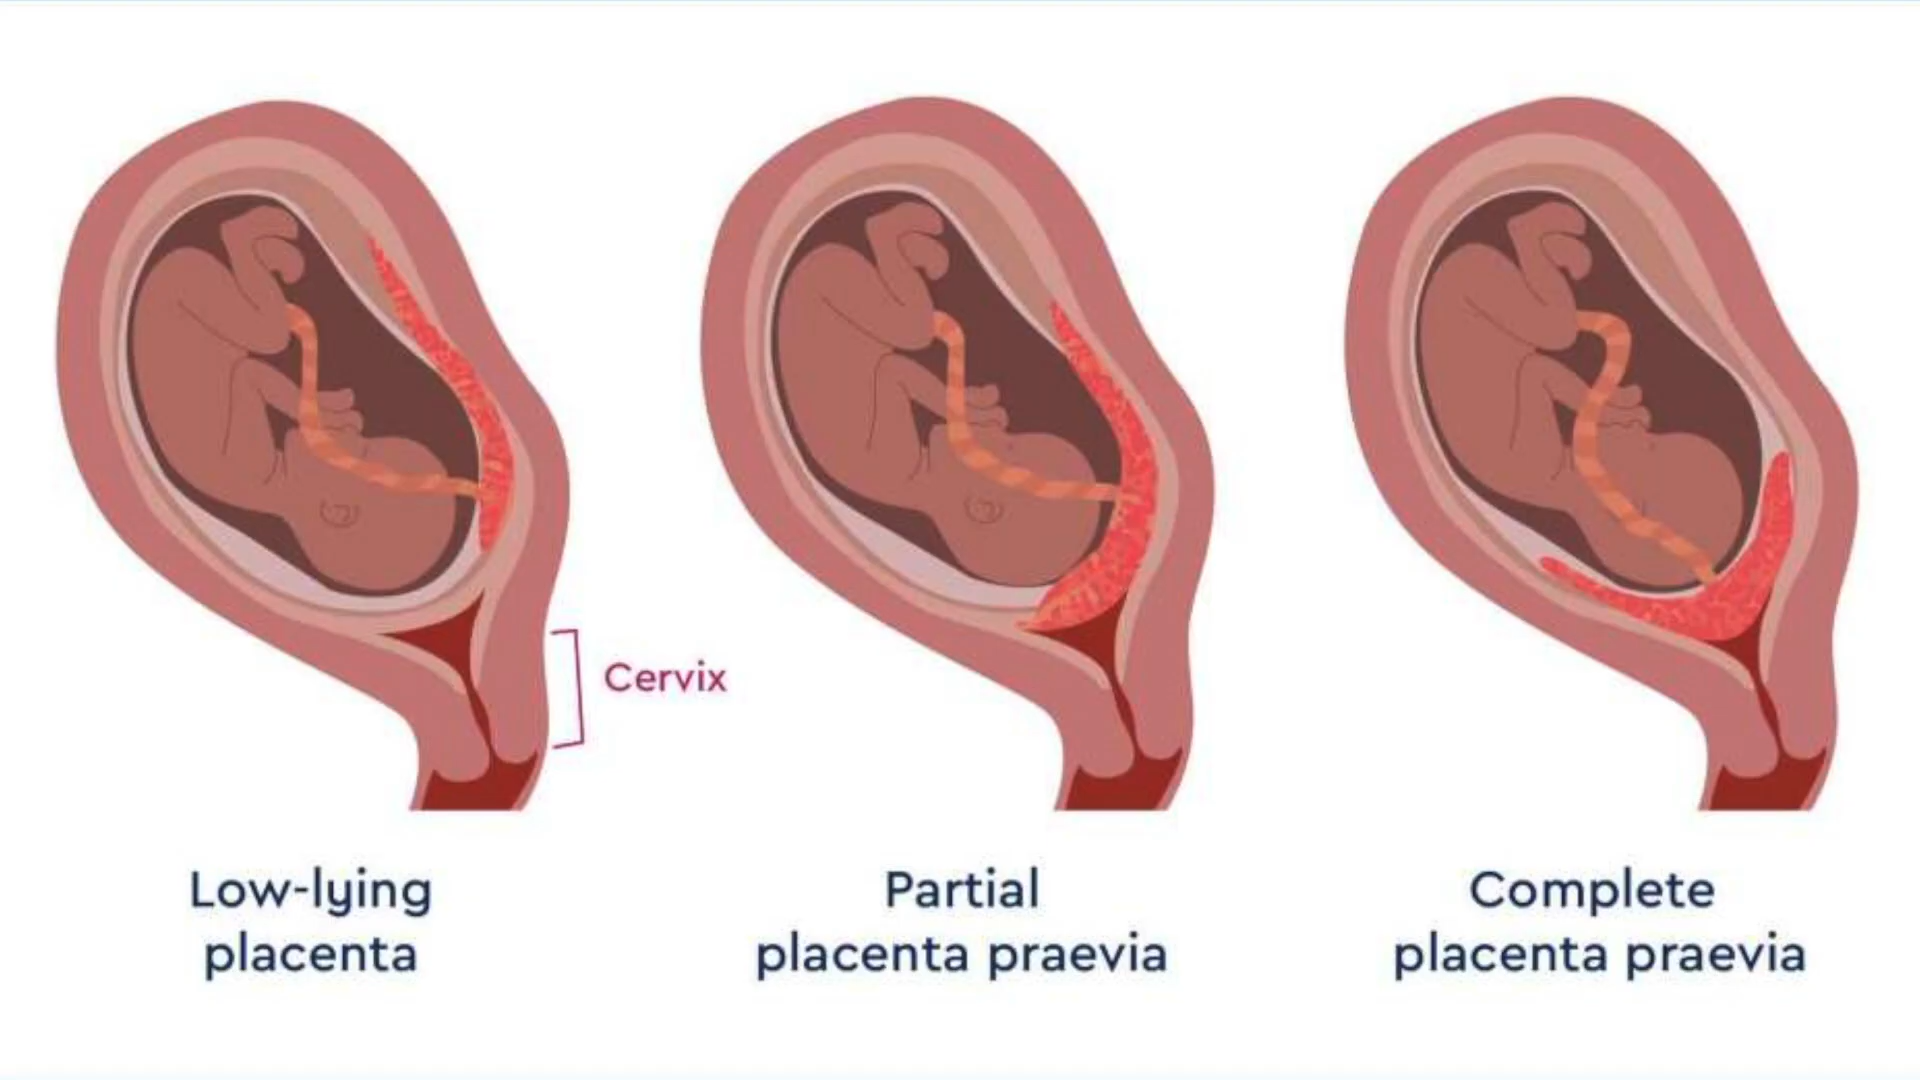 Cervix
Low-lying
placenta
Partial
placenta praevia
Complete
placenta praevia